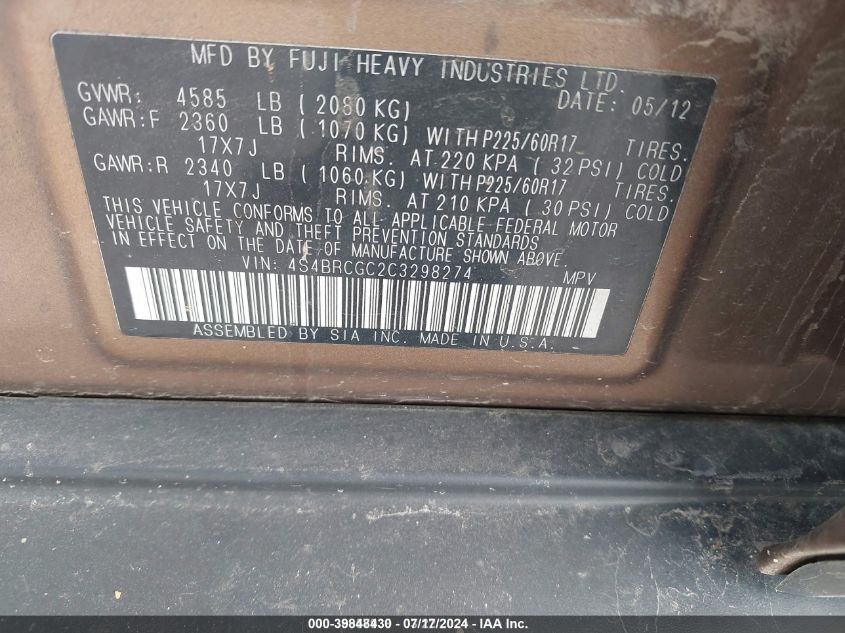 MFD BY FUJI HEAVY INDUSTRIES LTD.
GVWR: 4585 LB (2080 KG) DATE: 05/12
GAWR:F 2360 LB (1070 KG) WITH P225/60R17 TIRES.
17X7J RIMS. AT 220 KPA (32 PSI) COLD
GAWR:R 2340 LB (1060 KG) WITH P225/60R17 TIRES.
17X7J RIMS. AT 210 KPA (30 PSI) COLD
THIS VEHICLE CONFORMS TO ALL APPLICABLE FEDERAL MOTOR
VEHICLE SAFETY AND THEFT PREVENTION STANDARDS
IN EFFECT ON THE DATE OF MANUFACTURE SHOWN ABOVE.
VIN: 4S4BRCGC2C3298274 MPV
ASSEMBLED BY SIA INC. MADE IN U.S.A.
000-39848430 - 07/17/2024 - IAAI.com